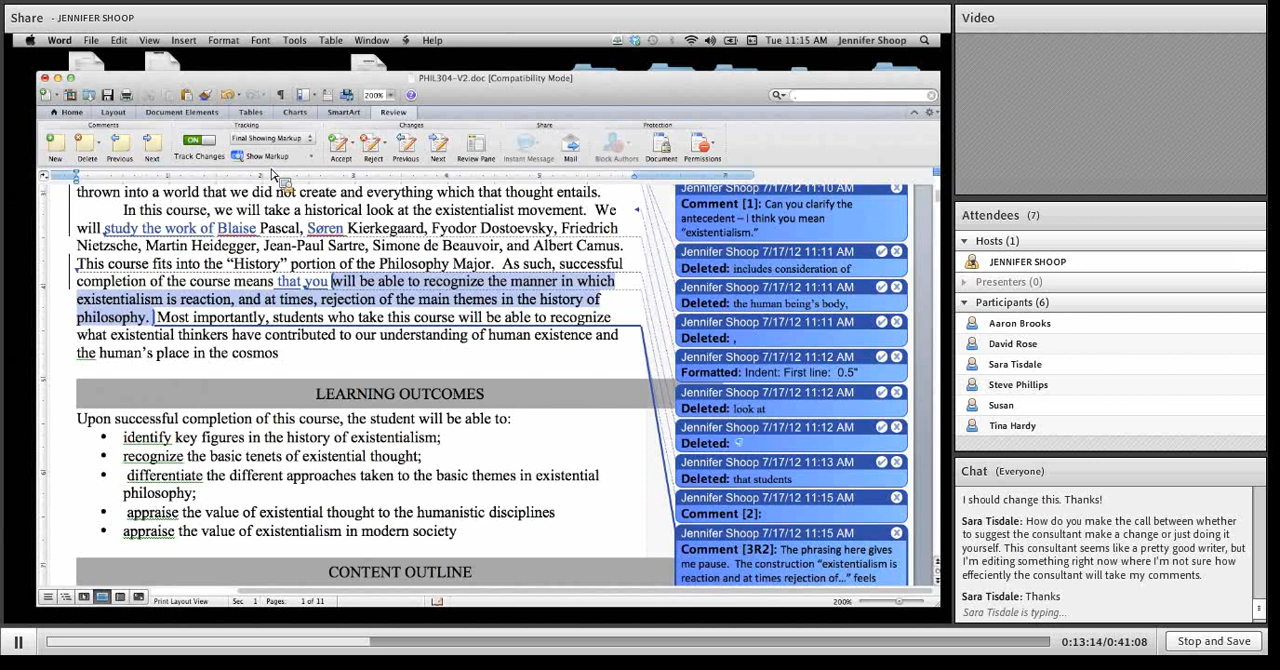 Share - JENNIFER SHOOP
Word File Edit View Insert Format Font Tools Table Window Help
Tue 11:15 AM Jennifer Shoop
PHIL304-V2.doc [Compatibility Mode]
200%
Home Layout Document Elements Tables Charts SmartArt Review
Comments Tracking Changes Share Protection
ON Final Showing Markup
Track Changes Show Markup
New Delete Previous Next Accept Reject Previous Next Review Pane Instant Message Mail Block Authors Document Permissions
thrown into a world that we did not create and everything which that thought entails.
In this course, we will take a historical look at the existentialist movement. We
will study the work of Blaise Pascal, Søren Kierkegaard, Fyodor Dostoevsky, Friedrich
Nietzsche, Martin Heidegger, Jean-Paul Sartre, Simone de Beauvoir, and Albert Camus.
This course fits into the “History” portion of the Philosophy Major. As such, successful
completion of the course means that you will be able to recognize the manner in which
existentialism is reaction, and at times, rejection of the main themes in the history of
philosophy. Most importantly, students who take this course will be able to recognize
what existential thinkers have contributed to our understanding of human existence and
the human’s place in the cosmos
LEARNING OUTCOMES
Upon successful completion of this course, the student will be able to:
• identify key figures in the history of existentialism;
• recognize the basic tenets of existential thought;
• differentiate the different approaches taken to the basic themes in existential
philosophy;
• appraise the value of existential thought to the humanistic disciplines
• appraise the value of existentialism in modern society
CONTENT OUTLINE
Jennifer Shoop 7/17/12 11:10 AM
Comment [1]: Can you clarify the
antecedent – I think you mean
“existentialism.”
Jennifer Shoop 7/17/12 11:11 AM
Deleted: includes consideration of
Jennifer Shoop 7/17/12 11:11 AM
Deleted: the human being’s body,
Jennifer Shoop 7/17/12 11:11 AM
Deleted: ,
Jennifer Shoop 7/17/12 11:12 AM
Formatted: Indent: First line: 0.5"
Jennifer Shoop 7/17/12 11:12 AM
Deleted: look at
Jennifer Shoop 7/17/12 11:12 AM
Deleted:
Jennifer Shoop 7/17/12 11:13 AM
Deleted: that students
Jennifer Shoop 7/17/12 11:15 AM
Comment [2]:
Jennifer Shoop 7/17/12 11:15 AM
Comment [3R2]: The phrasing here gives
me pause. The construction “existentialism is
reaction and at times rejection of...” feels
Print Layout View Sec 1 Pages: 1 of 11 200%
Video
Attendees (7)
Hosts (1)
JENNIFER SHOOP
Presenters (0)
Participants (6)
Aaron Brooks
David Rose
Sara Tisdale
Steve Phillips
Susan
Tina Hardy
Chat (Everyone)
I should change this. Thanks!
Sara Tisdale: How do you make the call between whether
to suggest the consultant make a change or just doing it
yourself. This consultant seems like a pretty good writer, but
I'm editing something right now where I'm not sure how
effeciently the consultant will take my comments.
Sara Tisdale: Thanks
Sara Tisdale is typing...
0:13:14/0:41:08 Stop and Save